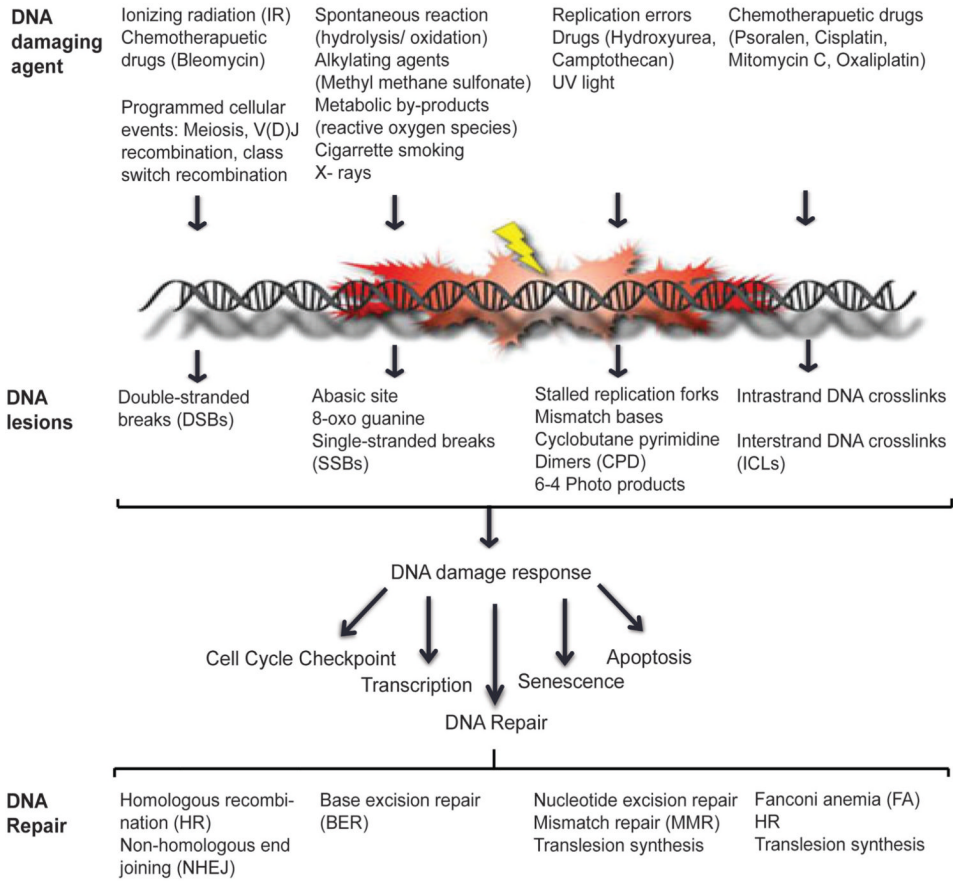 DNA
damaging
agent
Ionizing radiation (IR)
Chemotherapuetic
drugs (Bleomycin)
Programmed cellular
events: Meiosis, V(D)J
recombination, class
switch recombination
Spontaneous reaction
(hydrolysis/ oxidation)
Alkylating agents
(Methyl methane sulfonate)
Metabolic by-products
(reactive oxygen species)
Cigarrette smoking
X- rays
Replication errors
Drugs (Hydroxyurea,
Camptothecan)
UV light
Chemotherapuetic drugs
(Psoralen, Cisplatin,
Mitomycin C, Oxaliplatin)
DNA
lesions
Double-stranded
breaks (DSBs)
Abasic site
8-oxo guanine
Single-stranded breaks
(SSBs)
Stalled replication forks
Mismatch bases
Cyclobutane pyrimidine
Dimers (CPD)
6-4 Photo products
Intrastrand DNA crosslinks
Interstrand DNA crosslinks
(ICLs)
DNA damage response
Cell Cycle Checkpoint
Transcription
DNA Repair
Senescence
Apoptosis
DNA
Repair
Homologous recombi-
nation (HR)
Non-homologous end
joining (NHEJ)
Base excision repair
(BER)
Nucleotide excision repair
Mismatch repair (MMR)
Translesion synthesis
Fanconi anemia (FA)
HR
Translesion synthesis